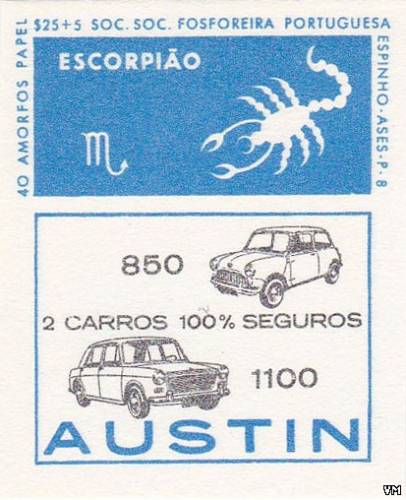 $25+5 SOC. SOC. FOSFOREIRA PORTUGUESA
40 AMORFOS PAPEL
ESPINHO·ASES·P·8
ESCORPIÃO
850
2 CARROS 100% SEGUROS
1100
AUSTIN
VM